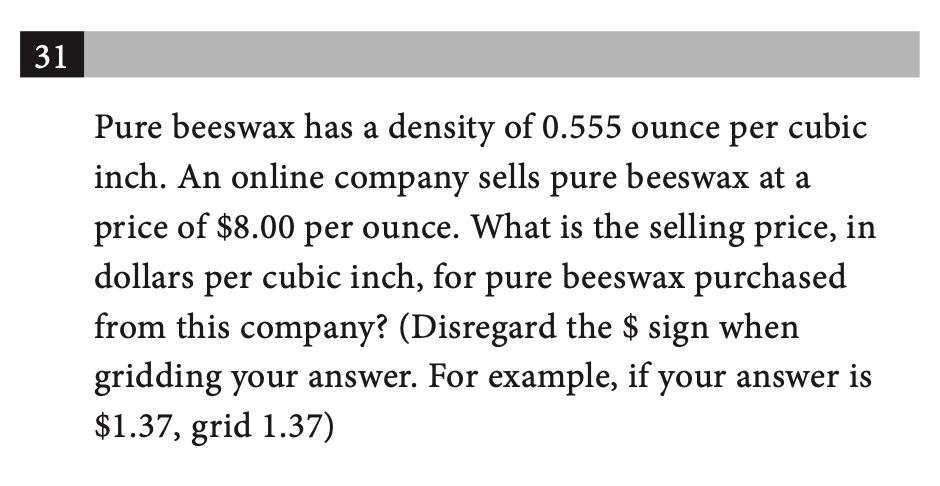 31
Pure beeswax has a density of 0.555 ounce per cubic
inch. An online company sells pure beeswax at a
price of $8.00 per ounce. What is the selling price, in
dollars per cubic inch, for pure beeswax purchased
from this company? (Disregard the $ sign when
gridding your answer. For example, if your answer is
$1.37, grid 1.37)